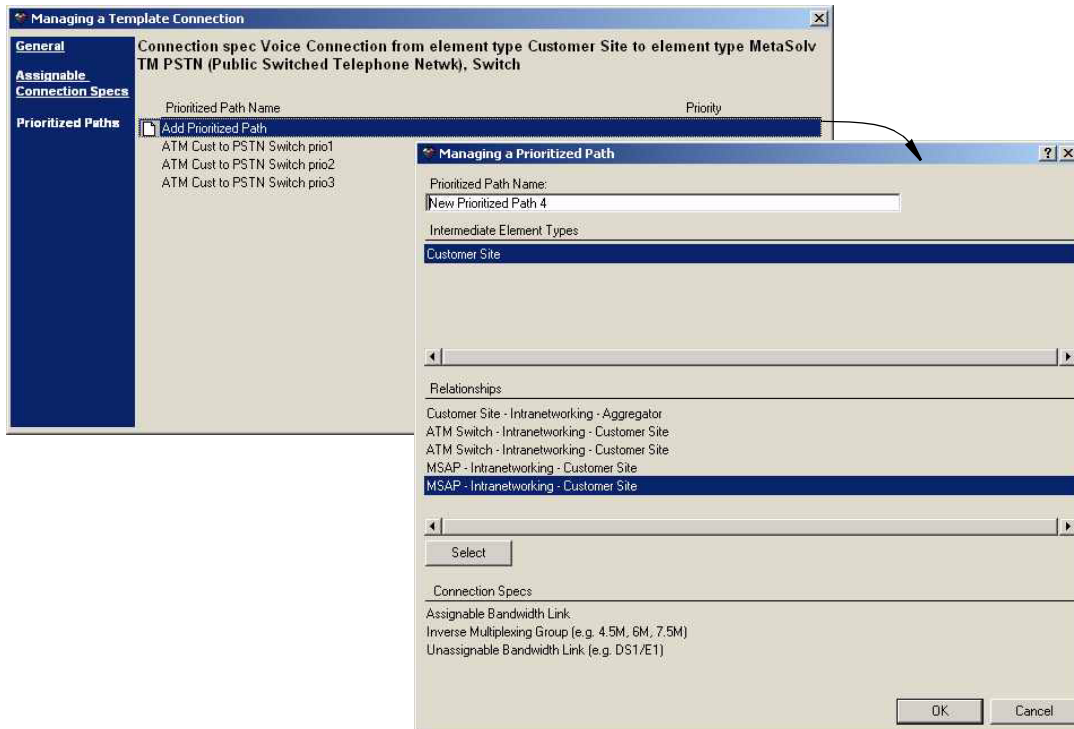 Managing a Template Connection
General
Assignable
Connection Specs
Prioritized Paths
Connection spec Voice Connection from element type Customer Site to element type MetaSolv
TM PSTN (Public Switched Telephone Netwk), Switch
Prioritized Path Name Priority
Add Prioritized Path
ATM Cust to PSTN Switch prio1
ATM Cust to PSTN Switch prio2
ATM Cust to PSTN Switch prio3
Managing a Prioritized Path
Prioritized Path Name:
New Prioritized Path 4
Intermediate Element Types
Customer Site
Relationships
Customer Site - Intranetworking - Aggregator
ATM Switch - Intranetworking - Customer Site
ATM Switch - Intranetworking - Customer Site
MSAP - Intranetworking - Customer Site
MSAP - Intranetworking - Customer Site
Select
Connection Specs
Assignable Bandwidth Link
Inverse Multiplexing Group (e.g. 4.5M, 6M, 7.5M)
Unassignable Bandwidth Link (e.g. DS1/E1)
OK Cancel